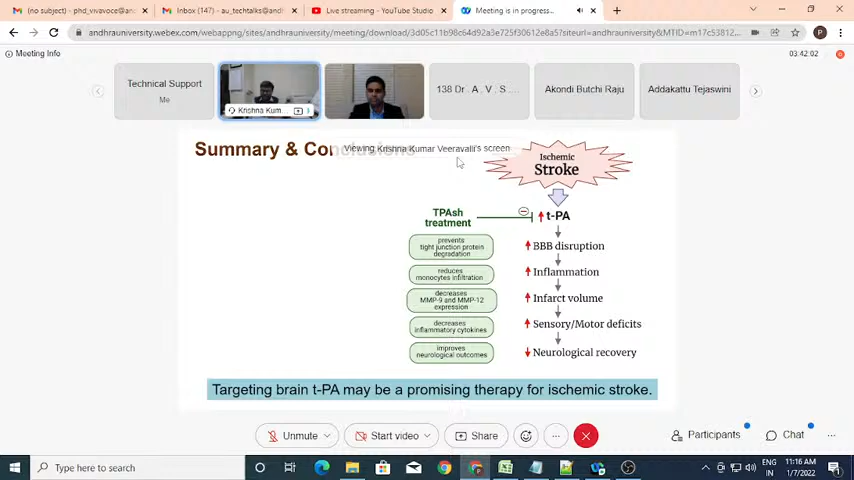 (no subject) - phd_vivavoce@and
Inbox (147) - au_techtalks@andh
Live streaming - YouTube Studio
Meeting is in progress...
andhrauniversity.webex.com/webappng/sites/andhrauniversity/meeting/download/3d05c11b98c64d92a3e725f30612e8a5?siteurl=andhrauniversity&MTID=m17c53812...
P
Meeting Info
03:42:02
Technical Support
Me
Krishna Kum...
138 Dr . A . V . S ....
Akondi Butchi Raju
Addakattu Tejaswini
Viewing Krishna Kumar Veeravalli's screen
Summary & Con
Ischemic
Stroke
TPAsh
treatment
t-PA
prevents
tight junction protein
degradation
BBB disruption
reduces
monocytes infiltration
Inflammation
decreases
MMP-9 and MMP-12
expression
Infarct volume
decreases
inflammatory cytokines
Sensory/Motor deficits
improves
neurological outcomes
Neurological recovery
Targeting brain t-PA may be a promising therapy for ischemic stroke.
Unmute
Start video
Share
Participants
Chat
Type here to search
ENG
IN
11:16 AM
1/7/2022